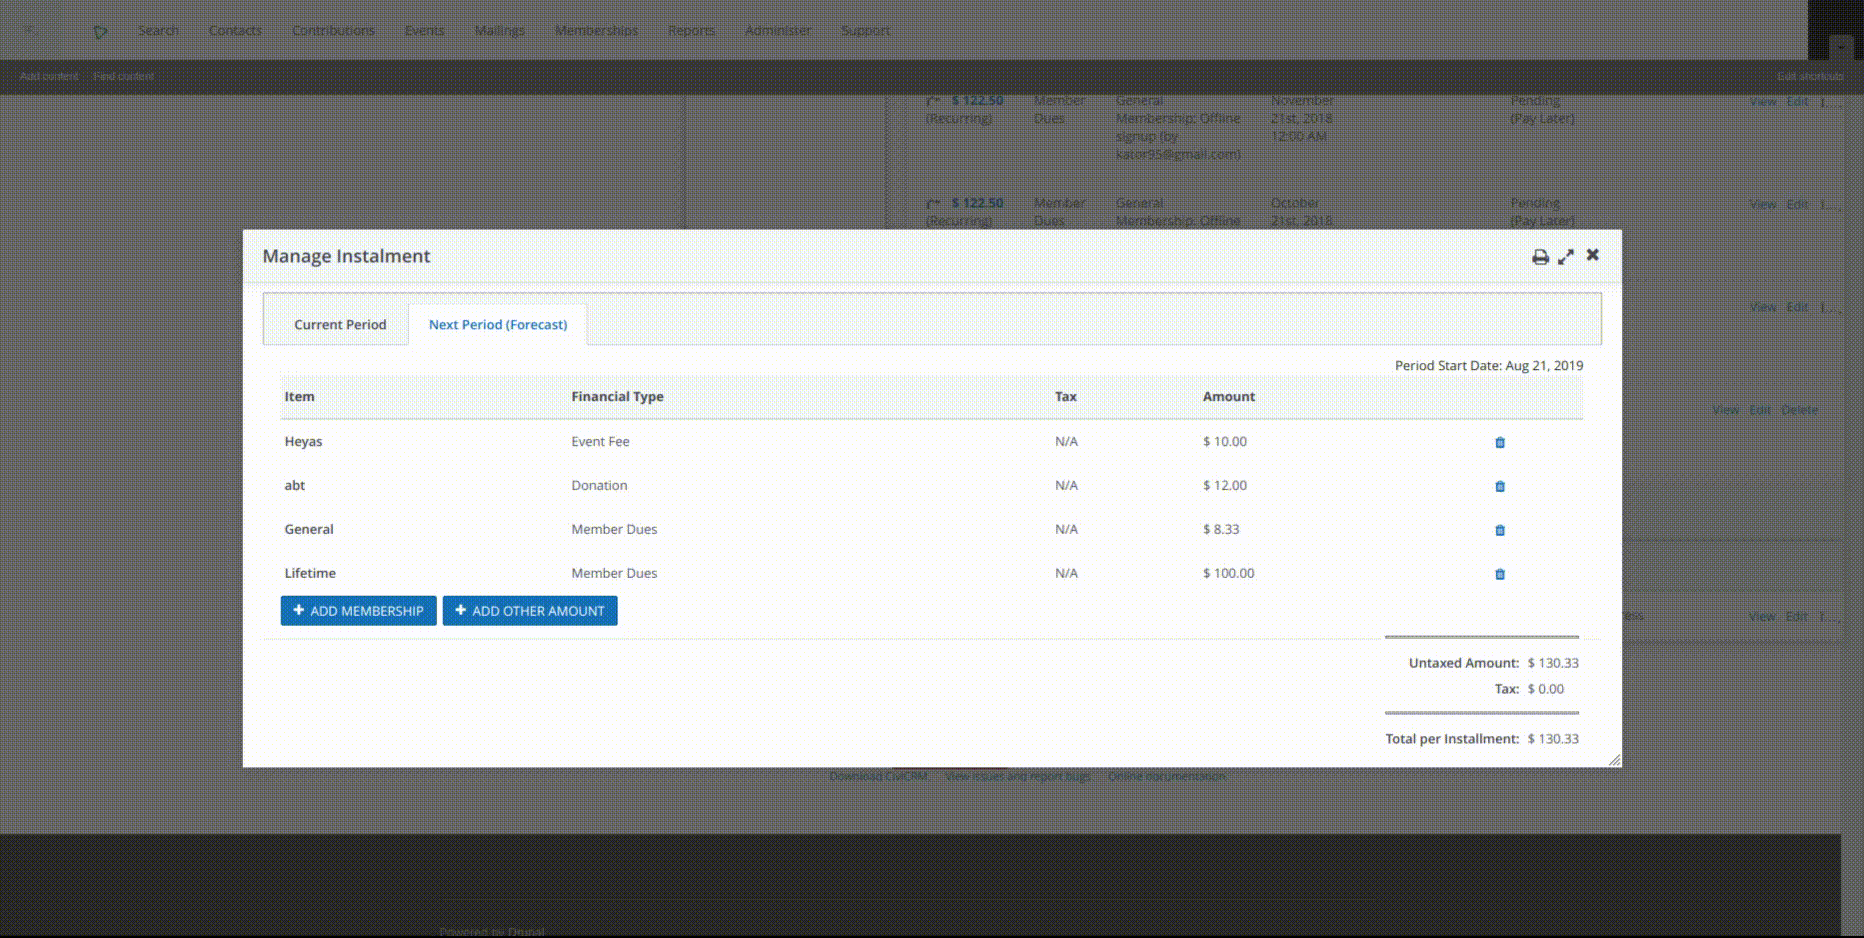 Search Contacts Contributions Events Mailings Memberships Reports Administer Support
Add content Find content Edit shortcuts
$ 122.50 Member General November Pending View Edit
(Recurring) Dues Membership: Offline 21st, 2018 (Pay Later)
signup (by 12:00 AM
kator95@gmail.com)
$ 122.50 Member General October Pending View Edit
(Recurring) Dues Membership: Offline 21st, 2018 (Pay Later)
Manage Instalment
View Edit
Current Period Next Period (Forecast)
Period Start Date: Aug 21, 2019
Item Financial Type Tax Amount
View Edit Delete
Heyas Event Fee N/A $ 10.00
abt Donation N/A $ 12.00
General Member Dues N/A $ 8.33
Lifetime Member Dues N/A $ 100.00
+ ADD MEMBERSHIP + ADD OTHER AMOUNT
ess View Edit
Untaxed Amount: $ 130.33
Tax: $ 0.00
Total per Installment: $ 130.33
Download CiviCRM. View issues and report bugs. Online documentation.
Powered by Drupal